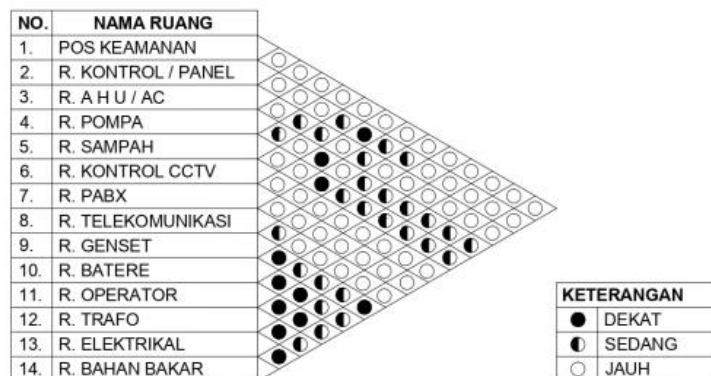 NO. NAMA RUANG
1. POS KEAMANAN
2. R. KONTROL / PANEL
3. R. A H U / AC
4. R. POMPA
5. R. SAMPAH
6. R. KONTROL CCTV
7. R. PABX
8. R. TELEKOMUNIKASI
9. R. GENSET
10. R. BATERE
11. R. OPERATOR
12. R. TRAFO
13. R. ELEKTRIKAL
14. R. BAHAN BAKAR
KETERANGAN
DEKAT
SEDANG
JAUH